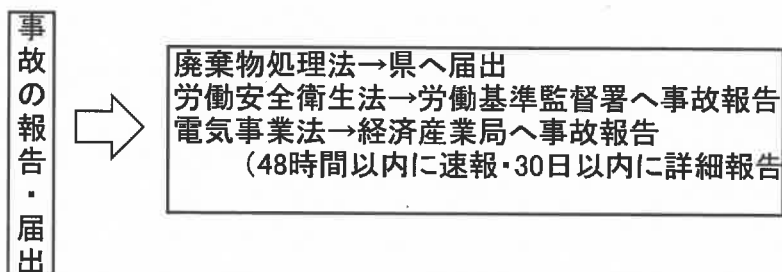 事故の報告・届出
廃棄物処理法→県へ届出
労働安全衛生法→労働基準監督署へ事故報告
電気事業法→経済産業局へ事故報告
（48時間以内に速報・30日以内に詳細報告